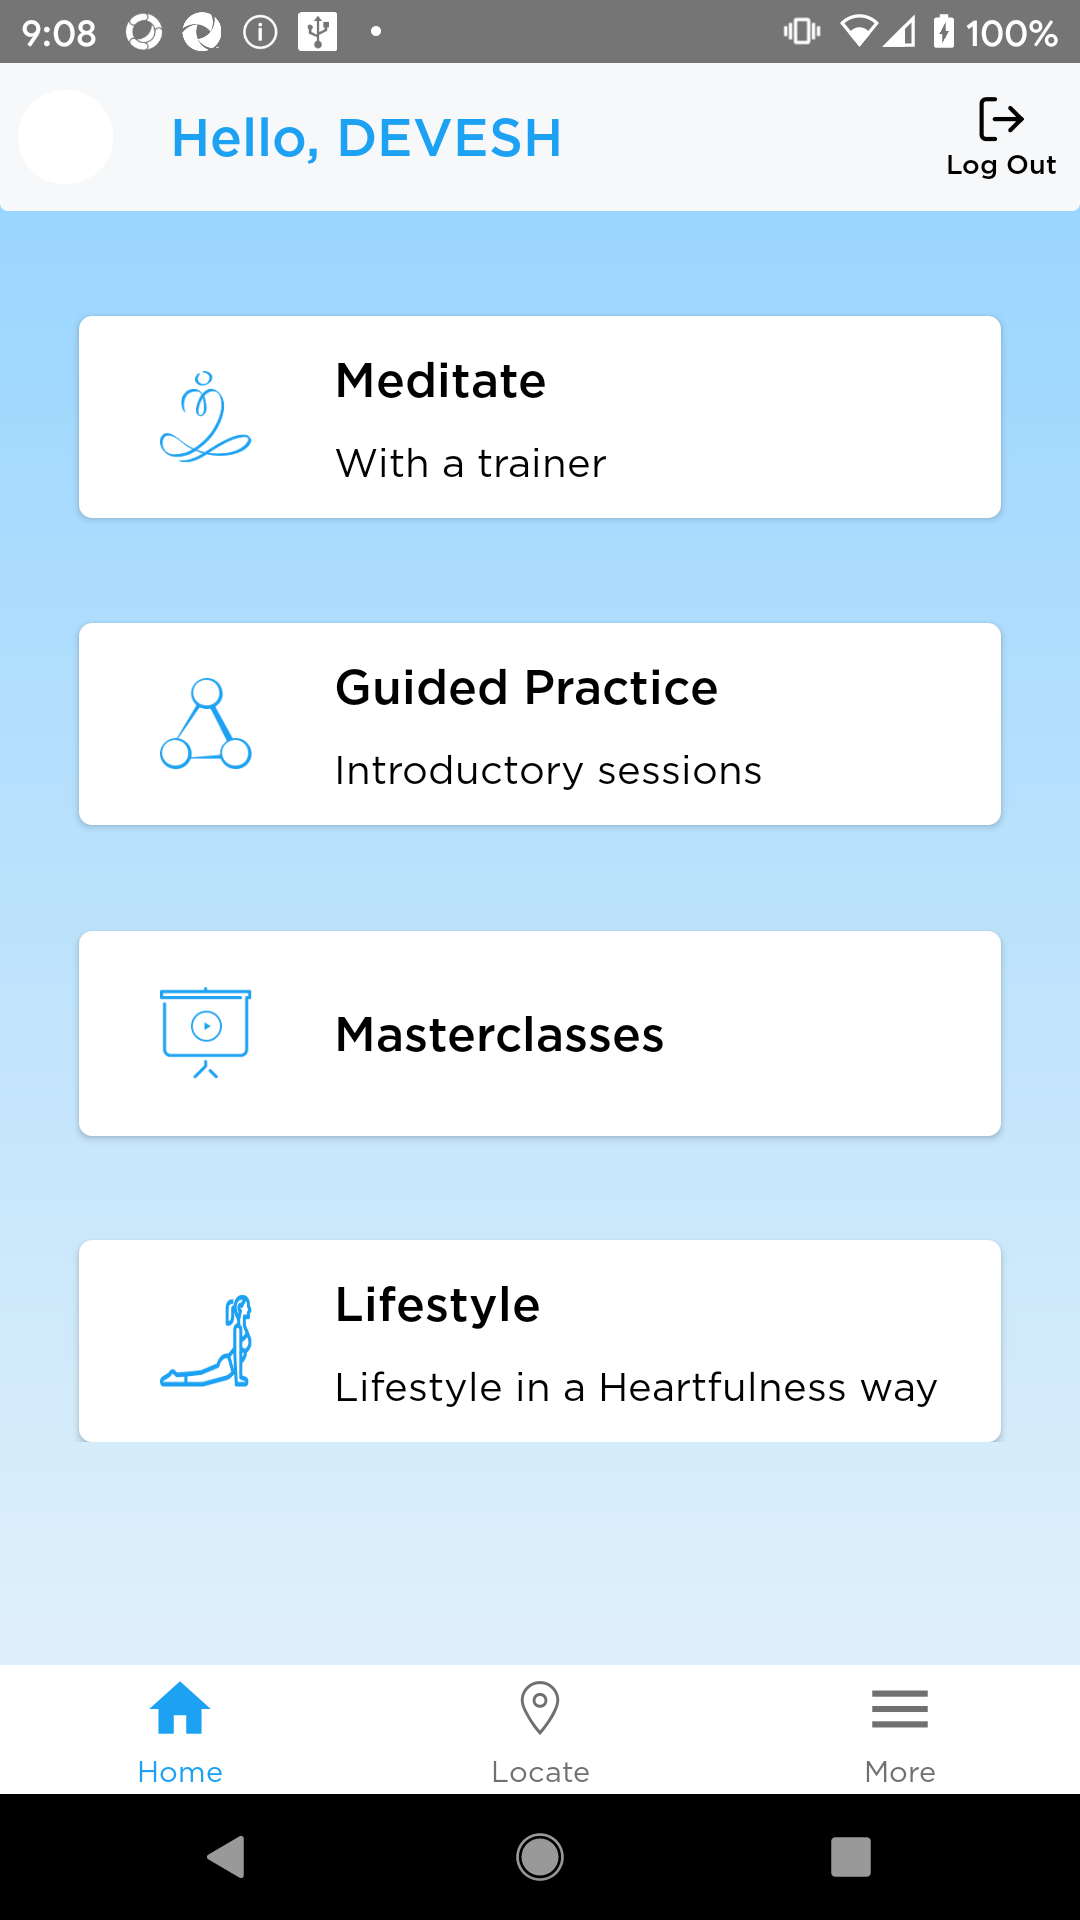 9:08
100%
Hello, DEVESH
Log Out
Meditate
With a trainer
Guided Practice
Introductory sessions
Masterclasses
Lifestyle
Lifestyle in a Heartfulness way
Home
Locate
More